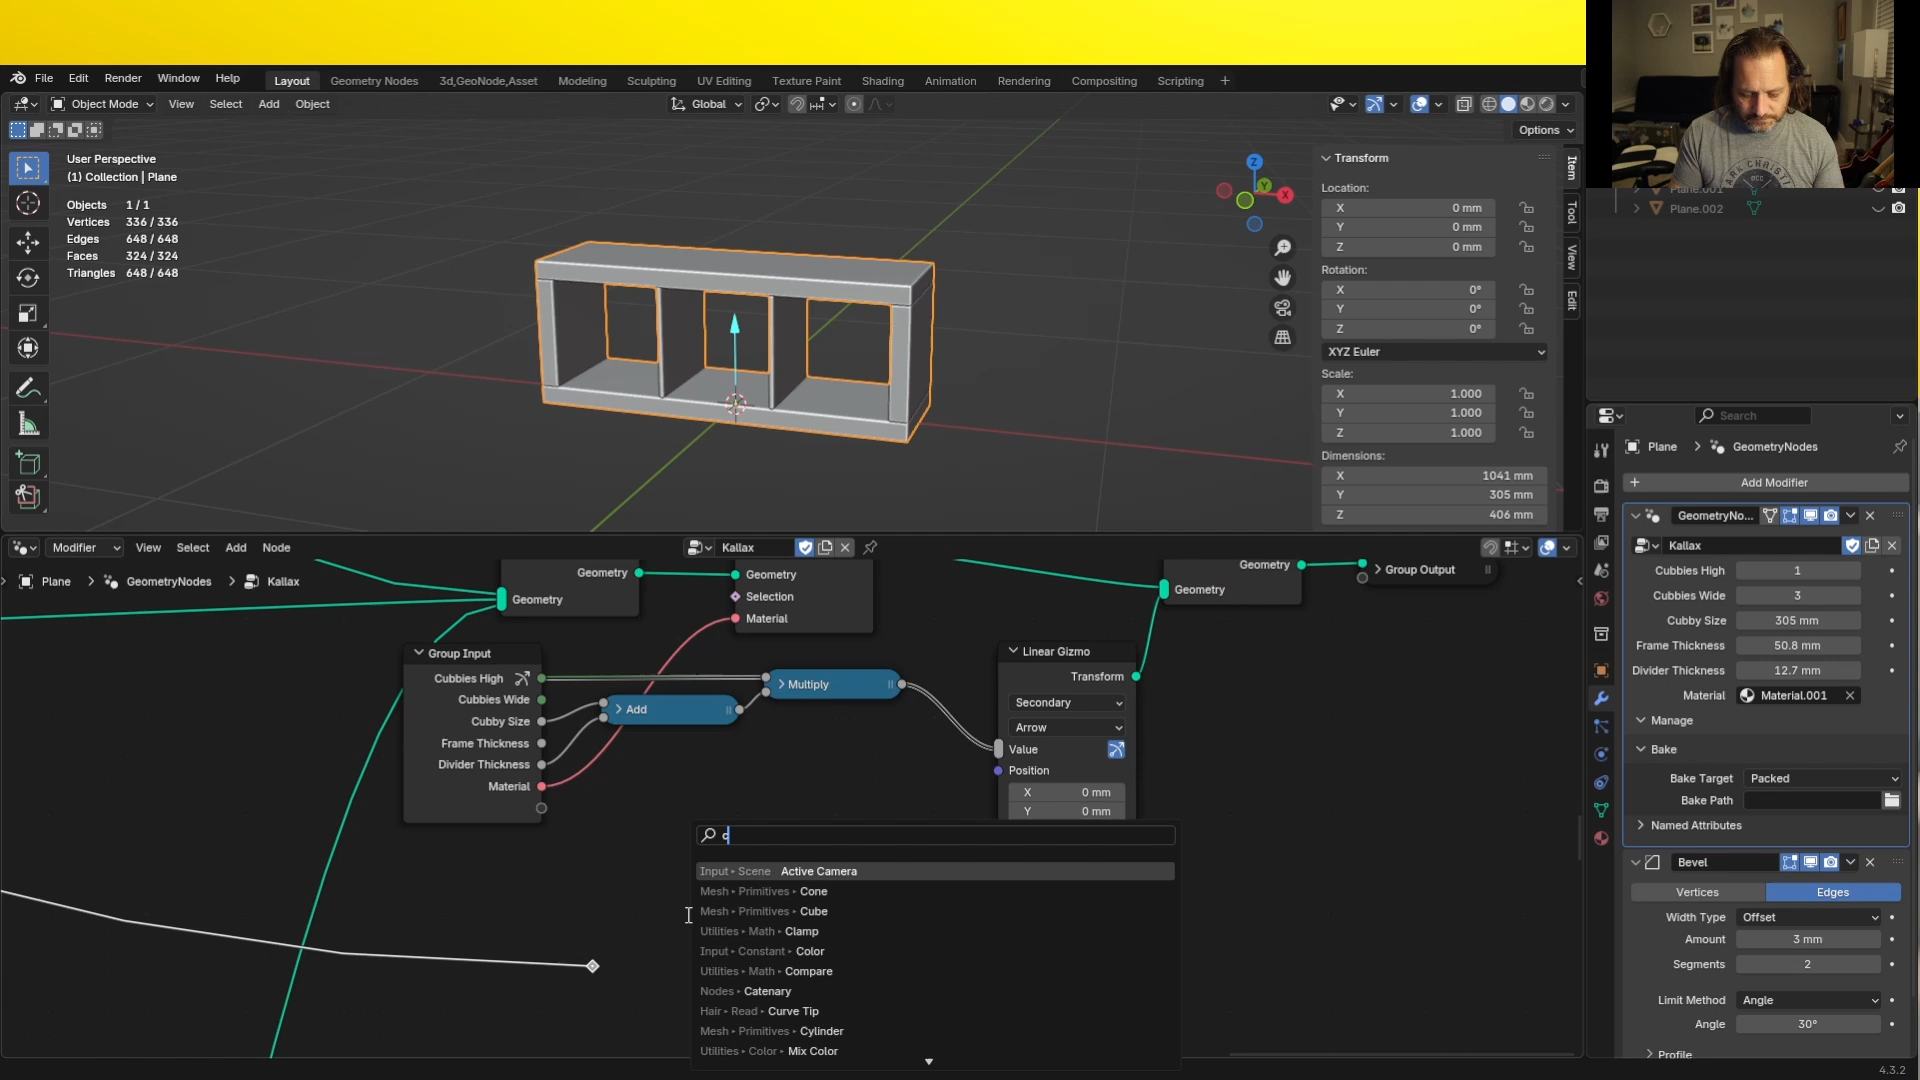 File Edit Render Window Help Layout Geometry Nodes 3d,GeoNode,Asset Modeling Sculpting UV Editing Texture Paint Shading Animation Rendering Compositing Scripting +
Object Mode View Select Add Object Global
Options
User Perspective
(1) Collection | Plane
Objects 1 / 1
Vertices 336 / 336
Edges 648 / 648
Faces 324 / 324
Triangles 648 / 648
Z
Y
X
Transform
Location:
X 0 mm
Y 0 mm
Z 0 mm
Rotation:
X 0°
Y 0°
Z 0°
XYZ Euler
Scale:
X 1.000
Y 1.000
Z 1.000
Dimensions:
X 1041 mm
Y 305 mm
Z 406 mm
Item
Tool
View
Edit
Plane.001
Plane.002
Search
Plane > GeometryNodes
+ Add Modifier
GeometryNo...
Kallax
Cubbies High 1
Cubbies Wide 3
Cubby Size 305 mm
Frame Thickness 50.8 mm
Divider Thickness 12.7 mm
Material Material.001
Manage
Bake
Bake Target Packed
Bake Path
Named Attributes
Bevel
Vertices Edges
Width Type Offset
Amount 3 mm
Segments 2
Limit Method Angle
Angle 30°
Profile
4.3.2
Modifier View Select Add Node Kallax
Plane > GeometryNodes > Kallax
Geometry
Geometry
Geometry
Selection
Material
Geometry
Geometry
Group Output
Group Input
Cubbies High
Cubbies Wide
Cubby Size
Frame Thickness
Divider Thickness
Material
Add
Multiply
Linear Gizmo
Transform
Secondary
Arrow
Value
Position
X 0 mm
Y 0 mm
c
Input ▸ Scene Active Camera
Mesh ▸ Primitives ▸ Cone
Mesh ▸ Primitives ▸ Cube
Utilities ▸ Math ▸ Clamp
Input ▸ Constant ▸ Color
Utilities ▸ Math ▸ Compare
Nodes ▸ Catenary
Hair ▸ Read ▸ Curve Tip
Mesh ▸ Primitives ▸ Cylinder
Utilities ▸ Color ▸ Mix Color